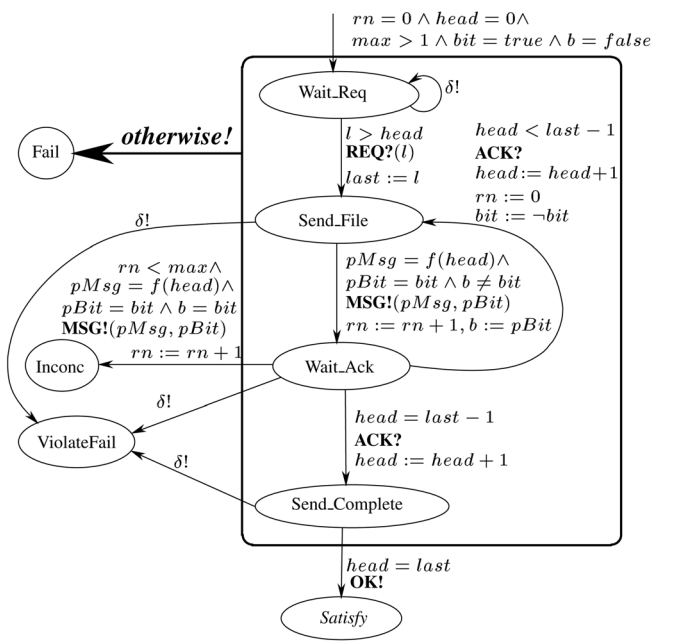 rn = 0 ∧ head = 0∧
max > 1 ∧ bit = true ∧ b = false
Wait_Req
δ!
otherwise!
Fail
l > head
REQ?(l)
last := l
head < last − 1
ACK?
head := head+1
rn := 0
bit := ¬bit
Send_File
δ!
rn < max∧
pMsg = f(head)∧
pBit = bit ∧ b = bit
MSG!(pMsg, pBit)
rn := rn + 1
pMsg = f(head)∧
pBit = bit ∧ b ≠ bit
MSG!(pMsg, pBit)
rn := rn + 1, b := pBit
Inconc
Wait_Ack
δ!
head = last − 1
ACK?
head := head + 1
ViolateFail
δ!
Send_Complete
head = last
OK!
Satisfy